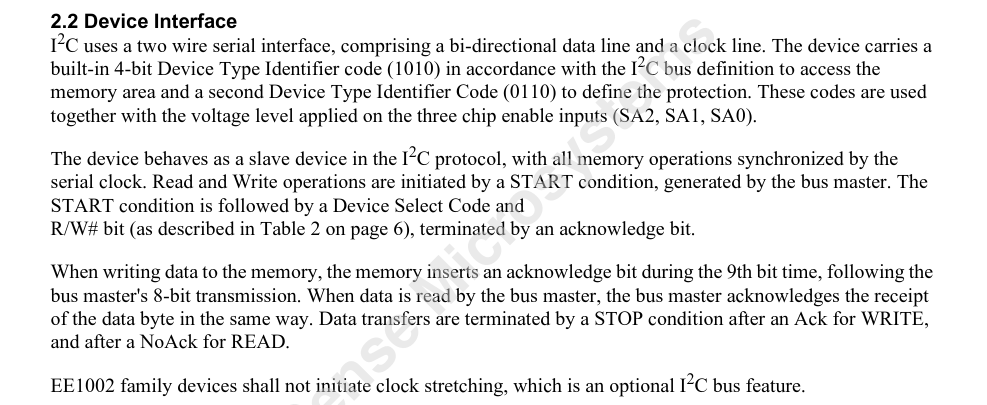 2.2 Device Interface
I²C uses a two wire serial interface, comprising a bi-directional data line and a clock line. The device carries a
built-in 4-bit Device Type Identifier code (1010) in accordance with the I²C bus definition to access the
memory area and a second Device Type Identifier Code (0110) to define the protection. These codes are used
together with the voltage level applied on the three chip enable inputs (SA2, SA1, SA0).
The device behaves as a slave device in the I²C protocol, with all memory operations synchronized by the
serial clock. Read and Write operations are initiated by a START condition, generated by the bus master. The
START condition is followed by a Device Select Code and
R/W# bit (as described in Table 2 on page 6), terminated by an acknowledge bit.
When writing data to the memory, the memory inserts an acknowledge bit during the 9th bit time, following the
bus master's 8-bit transmission. When data is read by the bus master, the bus master acknowledges the receipt
of the data byte in the same way. Data transfers are terminated by a STOP condition after an Ack for WRITE,
and after a NoAck for READ.
EE1002 family devices shall not initiate clock stretching, which is an optional I²C bus feature.
ense Microsystems